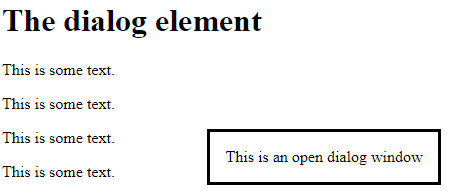 The dialog element
This is some text.
This is some text.
This is some text.
This is an open dialog window
This is some text.